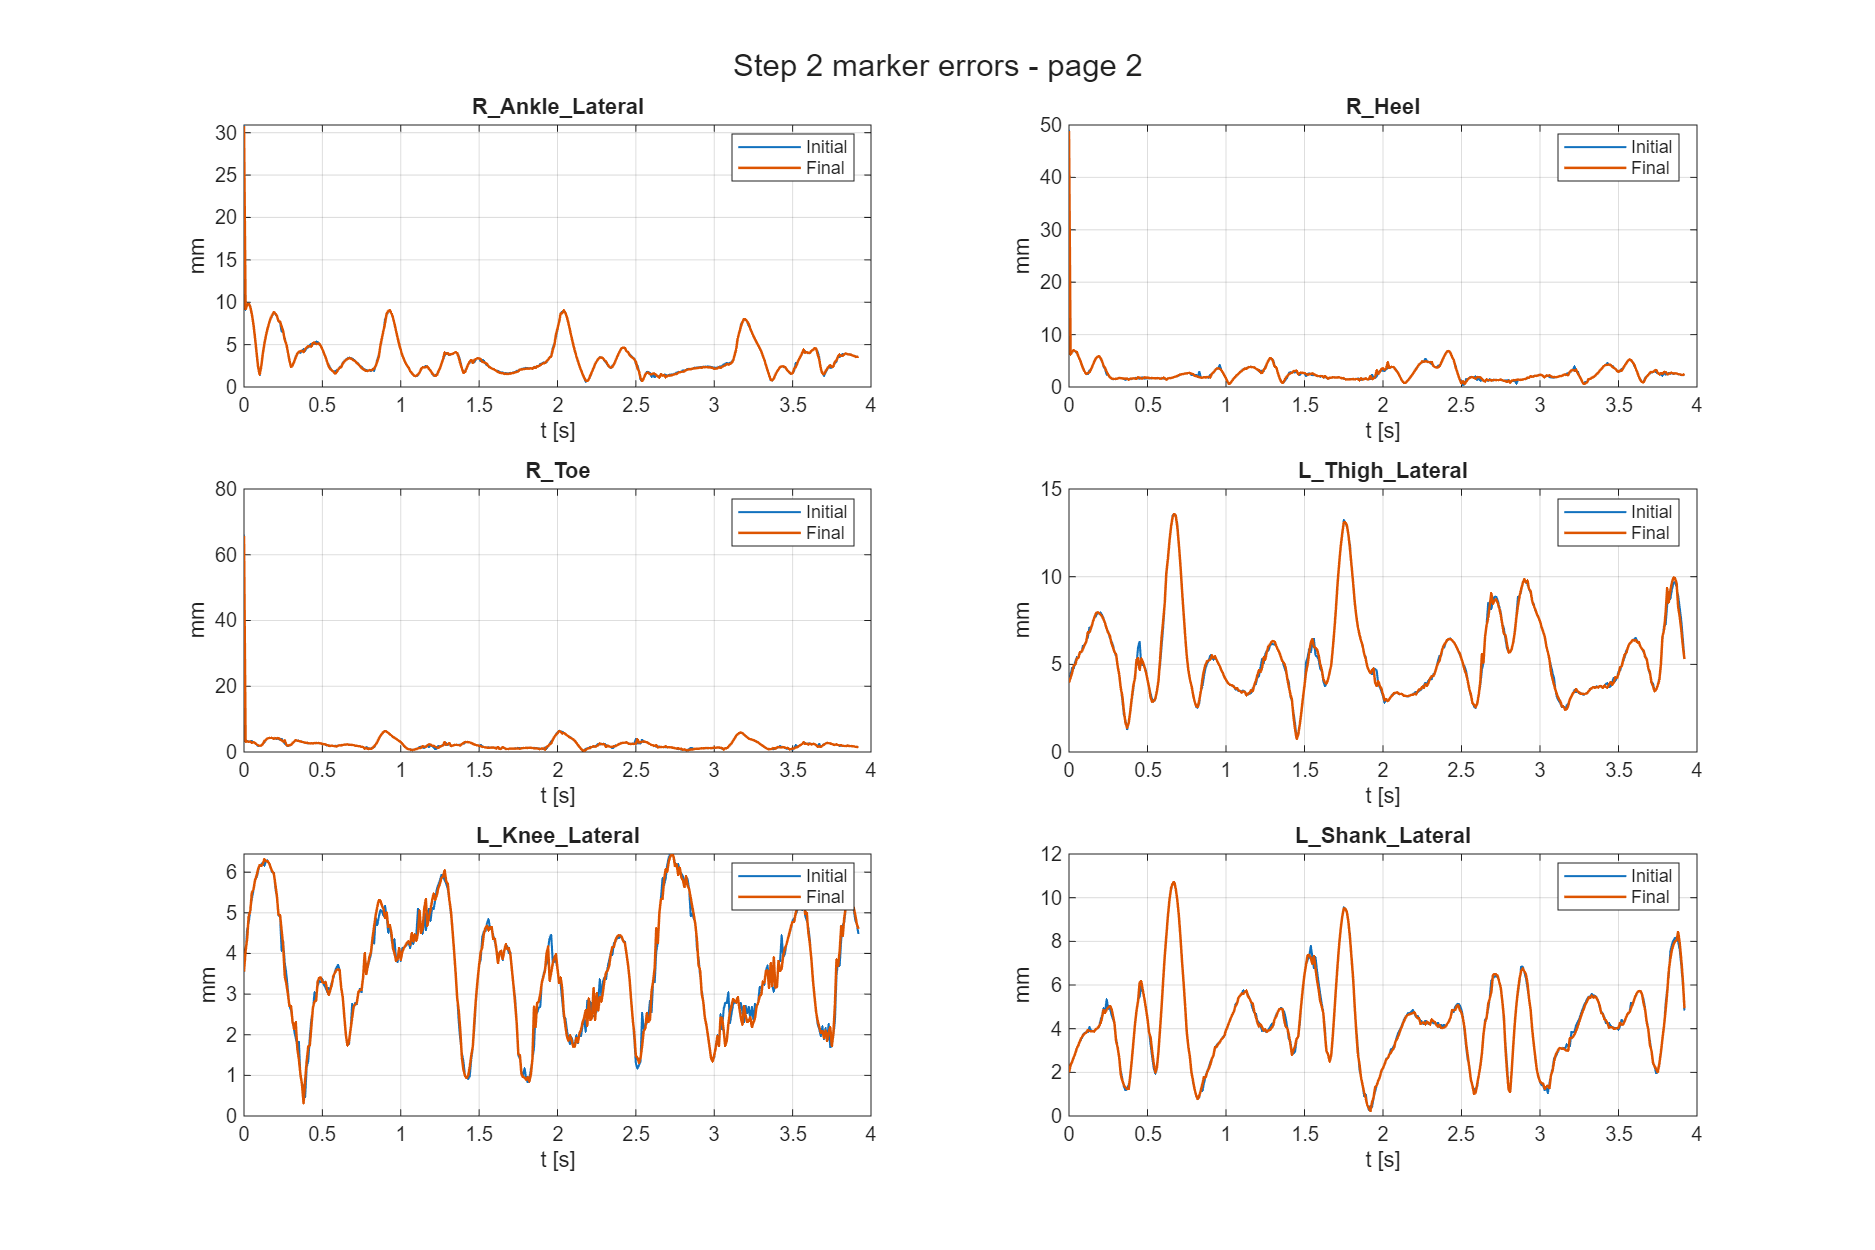 Step 2 marker errors - page 2
R_Ankle_Lateral
30
25
20
15
10
5
0
mm
0 0.5 1 1.5 2 2.5 3 3.5 4
t [s]
Initial
Final
R_Heel
50
40
30
20
10
0
mm
0 0.5 1 1.5 2 2.5 3 3.5 4
t [s]
Initial
Final
R_Toe
80
60
40
20
0
mm
0 0.5 1 1.5 2 2.5 3 3.5 4
t [s]
Initial
Final
L_Thigh_Lateral
15
10
5
0
mm
0 0.5 1 1.5 2 2.5 3 3.5 4
t [s]
Initial
Final
L_Knee_Lateral
6
5
4
3
2
1
0
mm
0 0.5 1 1.5 2 2.5 3 3.5 4
t [s]
Initial
Final
L_Shank_Lateral
12
10
8
6
4
2
0
mm
0 0.5 1 1.5 2 2.5 3 3.5 4
t [s]
Initial
Final